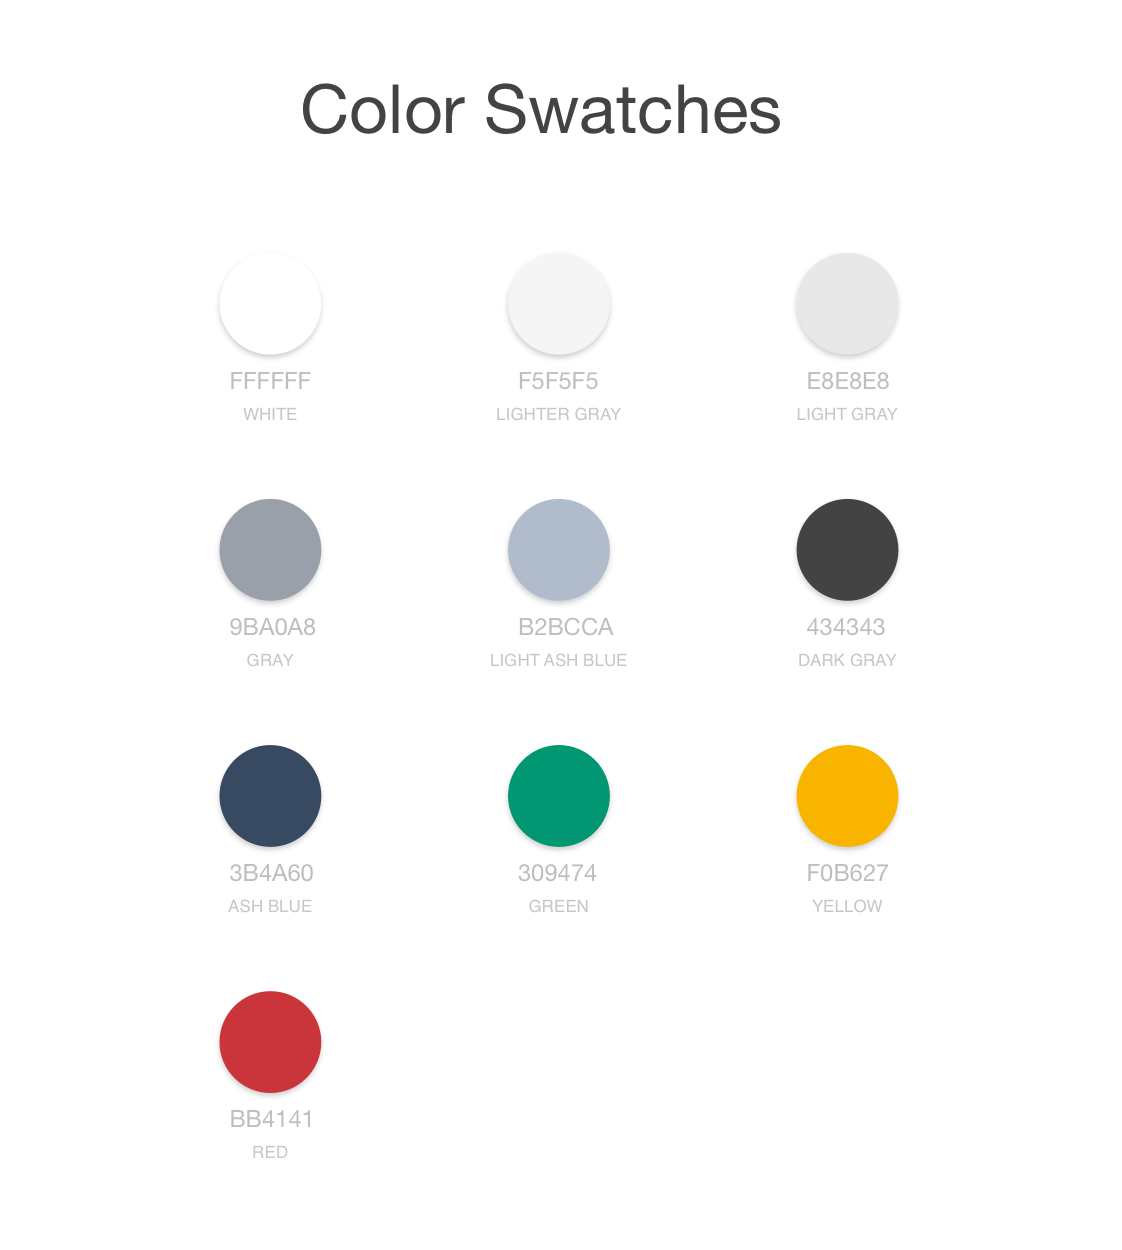 Color Swatches
FFFFFF
F5F5F5
E8E8E8
WHITE
LIGHTER GRAY
LIGHT GRAY
9BA0A8
B2BCCA
434343
GRAY
LIGHT ASH BLUE
DARK GRAY
3B4A60
309474
F0B627
ASH BLUE
GREEN
YELLOW
BB4141
RED